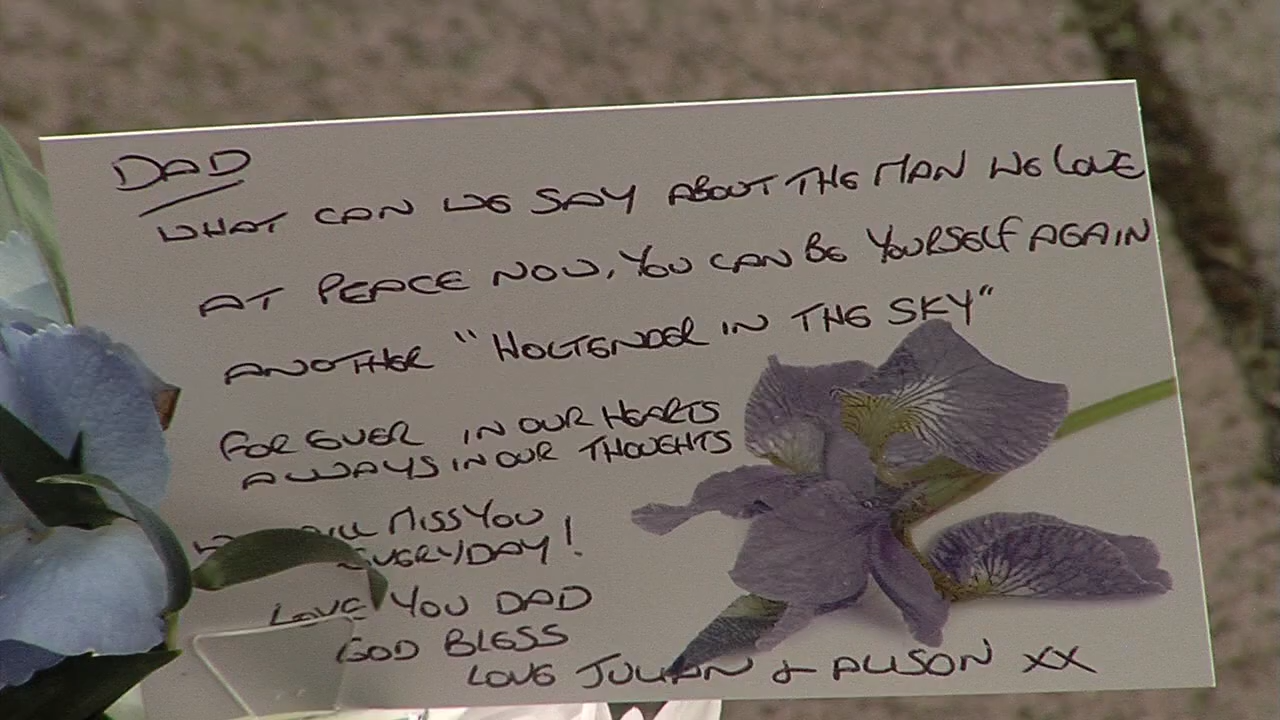 DAD
WHAT CAN WE SAY ABOUT THE MAN WE LOVE
AT PEACE NOW, YOU CAN BE YOURSELF AGAIN
ANOTHER "HOLTENDER IN THE SKY"
FOR EVER IN OUR HEARTS
ALWAYS IN OUR THOUGHTS
MISS YOU
EVERYDAY!
LOVE YOU DAD
GOD BLESS
LOVE JULIAN & ALISON XX